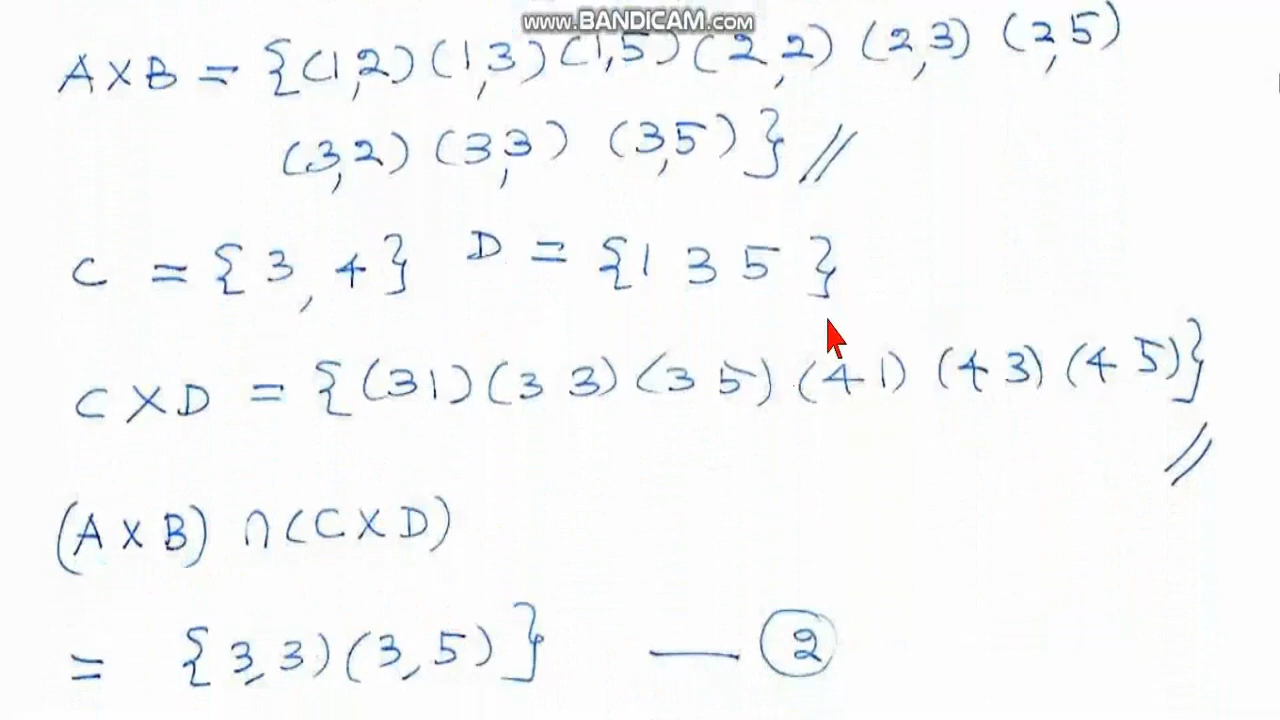 www.BANDICAM.com
A X B = {(1,2) (1,3) (1,5) (2,2) (2,3) (2,5)
(3,2) (3,3) (3,5) } //
C = { 3 , 4 } D = {1 3 5 }
C X D = {(31) (3 3) (3 5) (4 1) (4 3) (4 5)}
//
(A X B) ∩ (C X D)
= {3,3) (3,5) } — 2